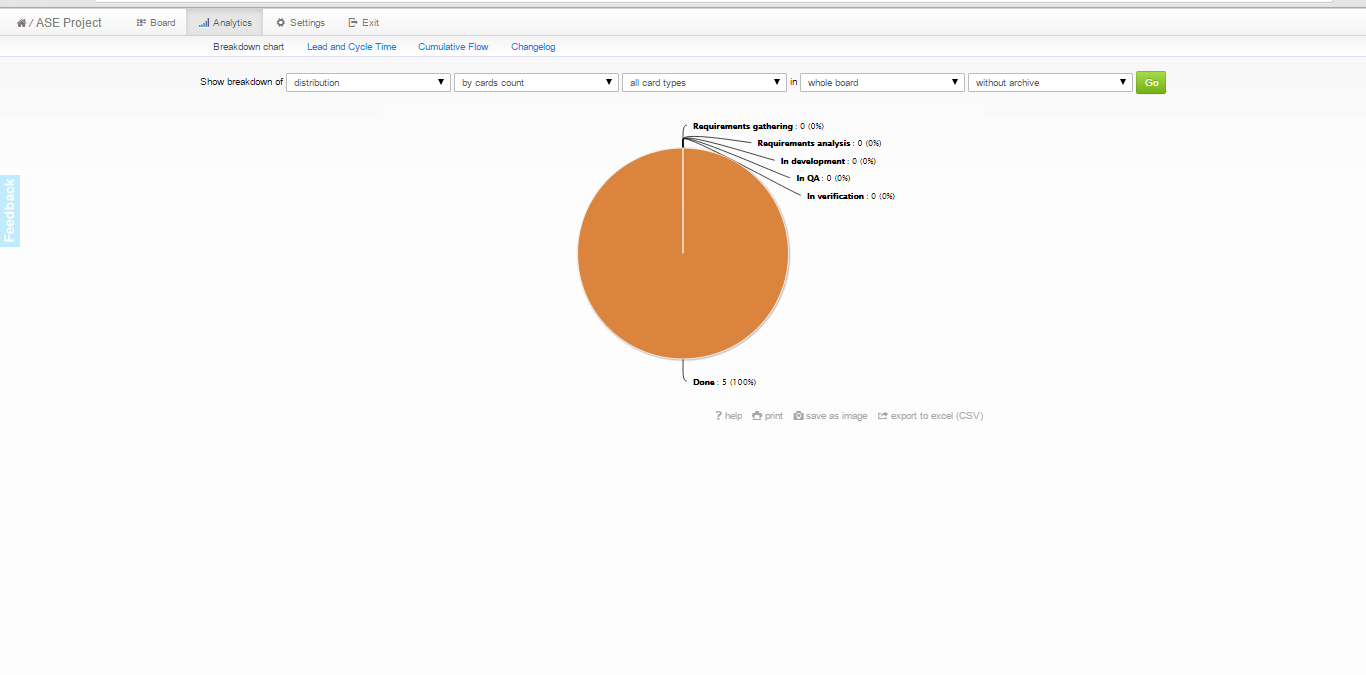 / ASE Project Board Analytics Settings Exit
Breakdown chart Lead and Cycle Time Cumulative Flow Changelog
Show breakdown of distribution by cards count all card types in whole board without archive Go
Requirements gathering : 0 (0%)
Requirements analysis : 0 (0%)
In development : 0 (0%)
In QA : 0 (0%)
In verification : 0 (0%)
Feedback
Done : 5 (100%)
? help print save as image export to excel (CSV)